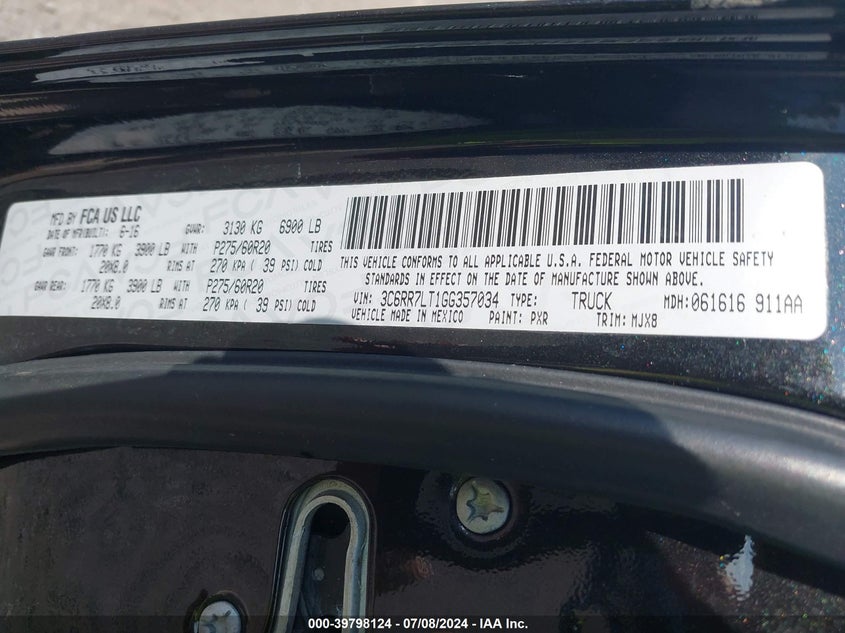 MFD BY FCA US LLC
DATE OF MFR(BUILT): 6-16 GVWR: 3130 KG 6900 LB
GAWR FRONT: 1770 KG 3900 LB WITH P275/60R20 TIRES
20X8.0 RIMS AT 270 KPA ( 39 PSI) COLD
GAWR REAR: 1770 KG 3900 LB WITH P275/60R20 TIRES
20X8.0 RIMS AT 270 KPA ( 39 PSI) COLD
THIS VEHICLE CONFORMS TO ALL APPLICABLE U.S.A. FEDERAL MOTOR VEHICLE SAFETY
STANDARDS IN EFFECT ON THE DATE OF MANUFACTURE SHOWN ABOVE.
VIN: 3C6RR7LT1GG357034 TYPE: TRUCK MDH:061616 911AA
VEHICLE MADE IN MEXICO PAINT: PXR TRIM: MJX8
000-39798124 - 07/08/2024 - IAA Inc.